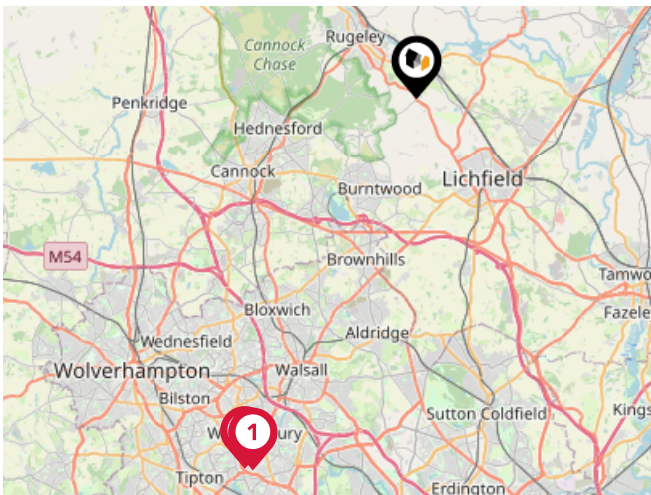 Rugeley
Cannock
Chase
Penkridge
Hednesford
Cannock
Burntwood
Lichfield
M54
Brownhills
Tamwo
Bloxwich
Fazele
Wednesfield
Aldridge
Wolverhampton
Walsall
Bilston
Sutton Coldfield
Kings
W
1
ury
Tipton
Erdington